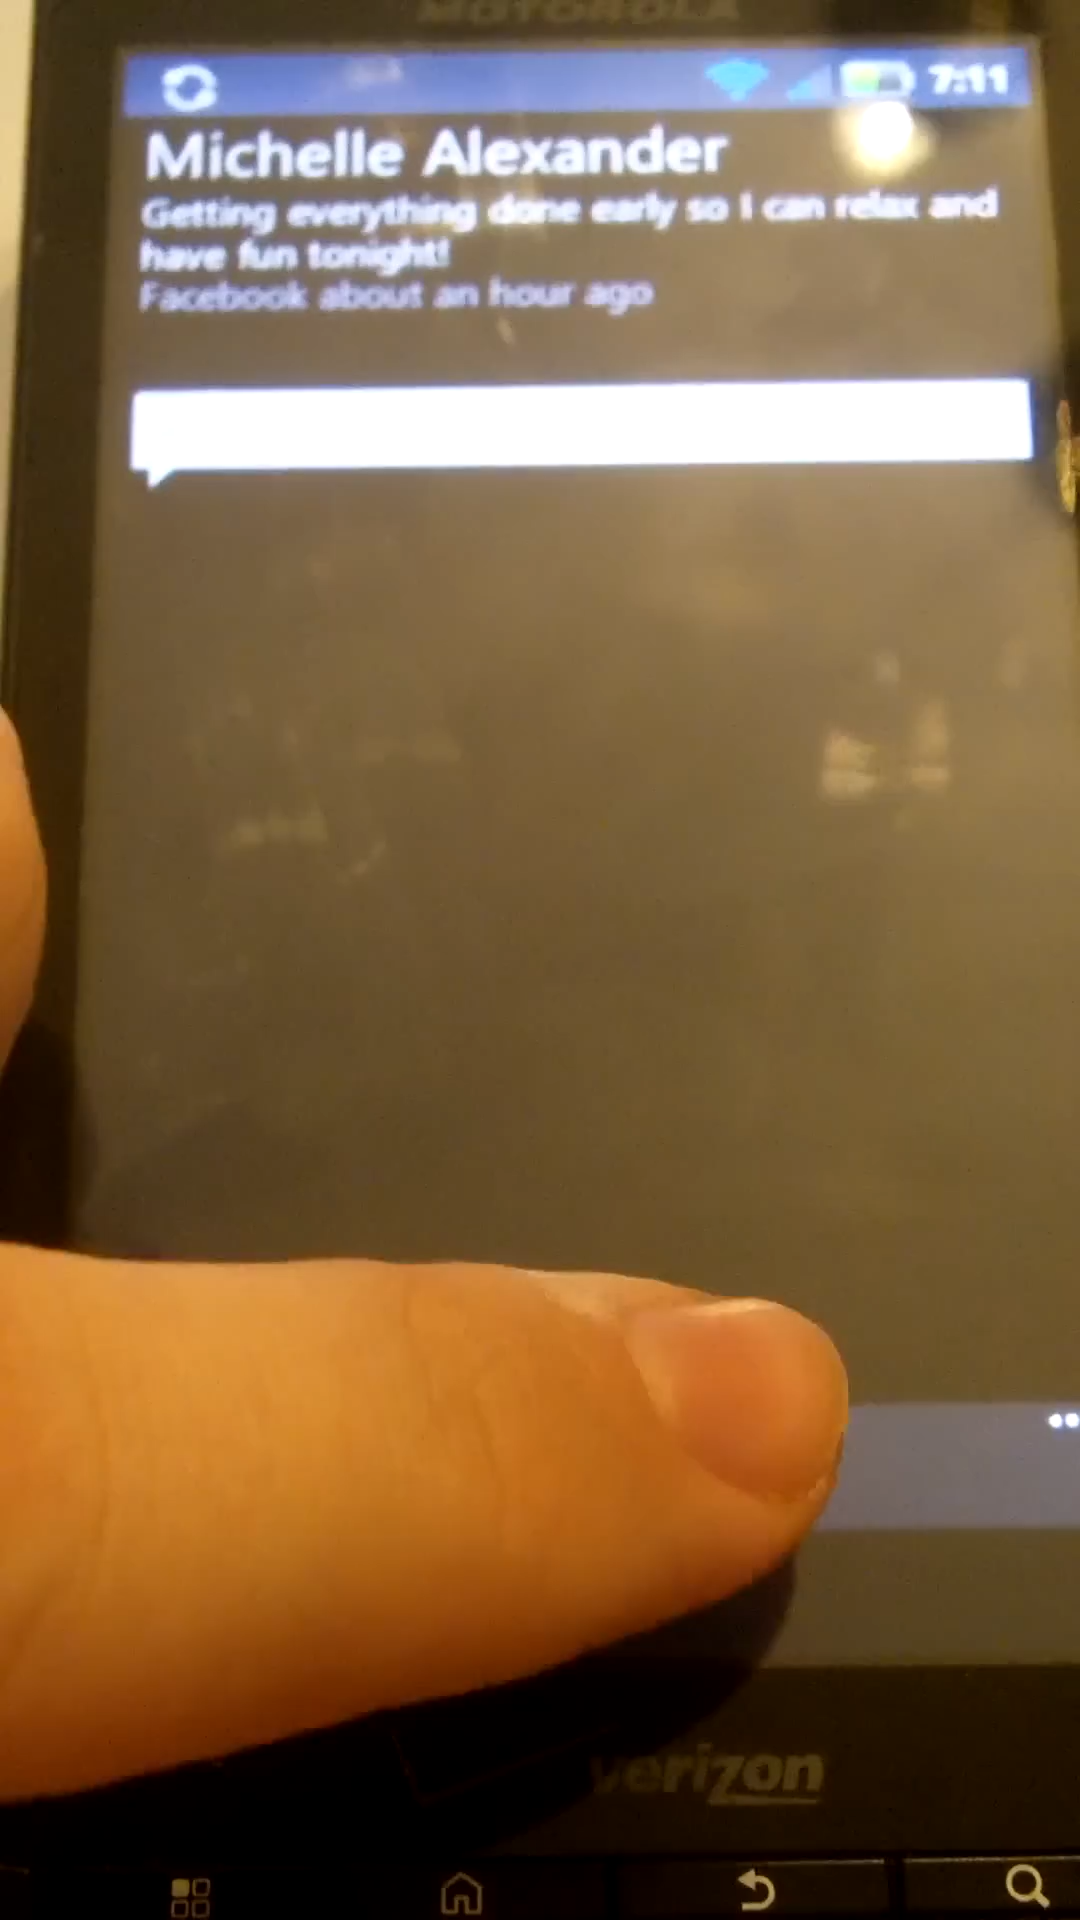 MOTOROLA
7:11
Michelle Alexander
Getting everything done early so I can relax and
have fun tonight!
Facebook about an hour ago
verizon